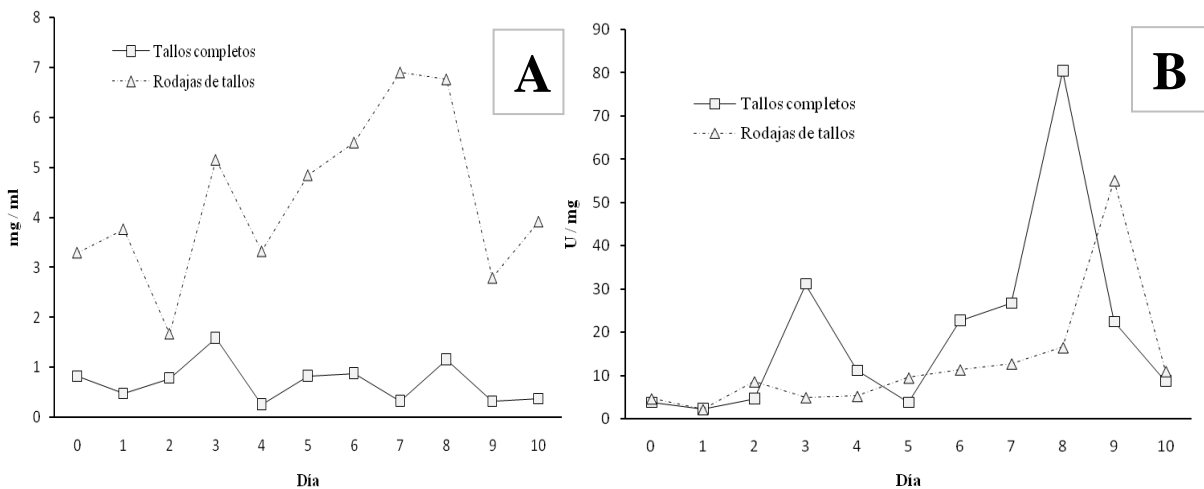 8
7
6
5
4
3
2
1
0
mg / ml
Tallos completos
Rodajas de tallos
A
0 1 2 3 4 5 6 7 8 9 10
Día
90
80
70
60
50
40
30
20
10
0
U / mg
Tallos completos
Rodajas de tallos
B
0 1 2 3 4 5 6 7 8 9 10
Día